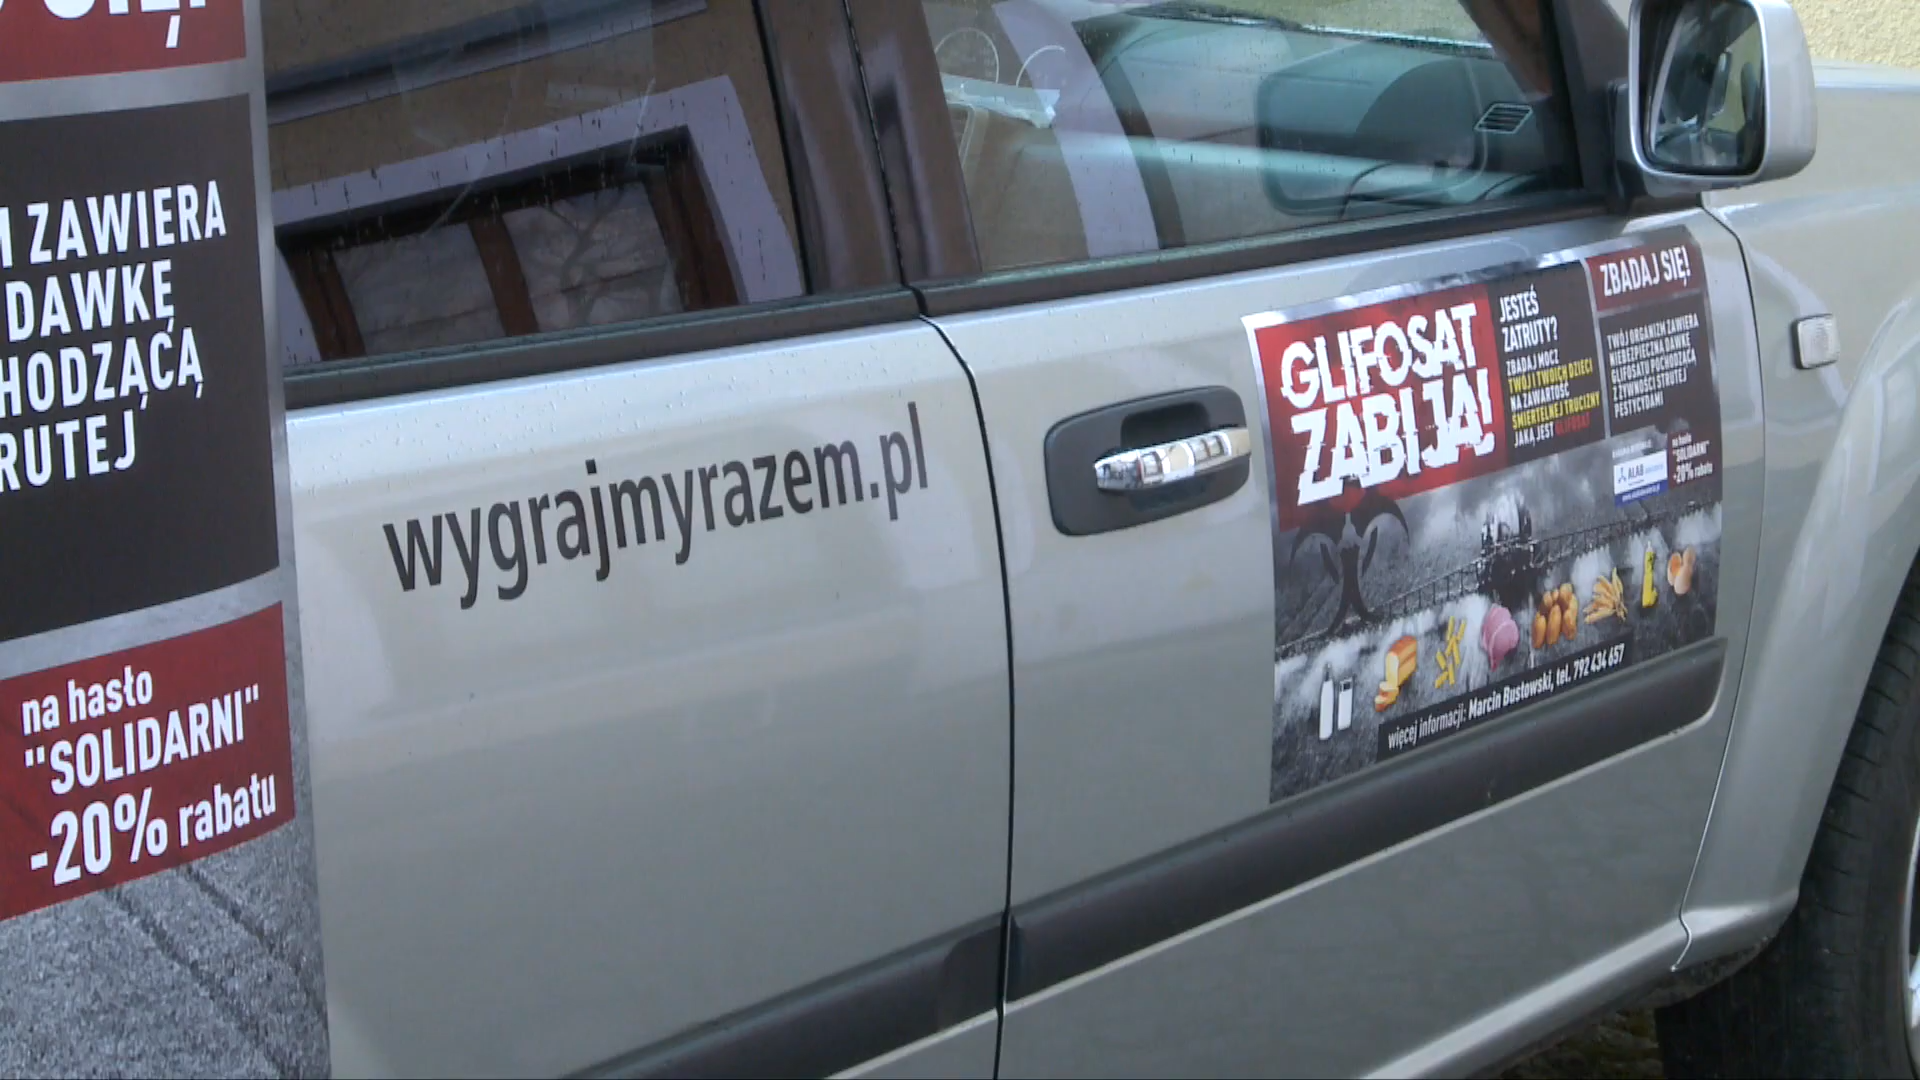 ZAWIERA
DAWKĘ
HODZĄCĄ
RUTEJ
na hasło
"SOLIDARNI"
-20% rabatu
wygrajmyrazem.pl
GLIFOSAT
ZABIJA!
JESTEŚ
ZATRUTY?
ZBADAJ MOCZ
TWÓJ I TWOICH DZIECI
NA ZAWARTOŚĆ
ŚMIERTELNEJ TRUCIZNY
JAKĄ JEST GLIFOSAT
ZBADAJ SIĘ!
TWÓJ ORGANIZM ZAWIERA
NIEBEZPIECZNĄ DAWKĘ
GLIFOSATU POCHODZĄCĄ
Z ŻYWNOŚCI STRUTEJ
PESTYCYDAMI
ALAB
na hasło
"SOLIDARNI"
-20% rabatu
więcej informacji: Marcin Bustowski, tel. 792 434 657